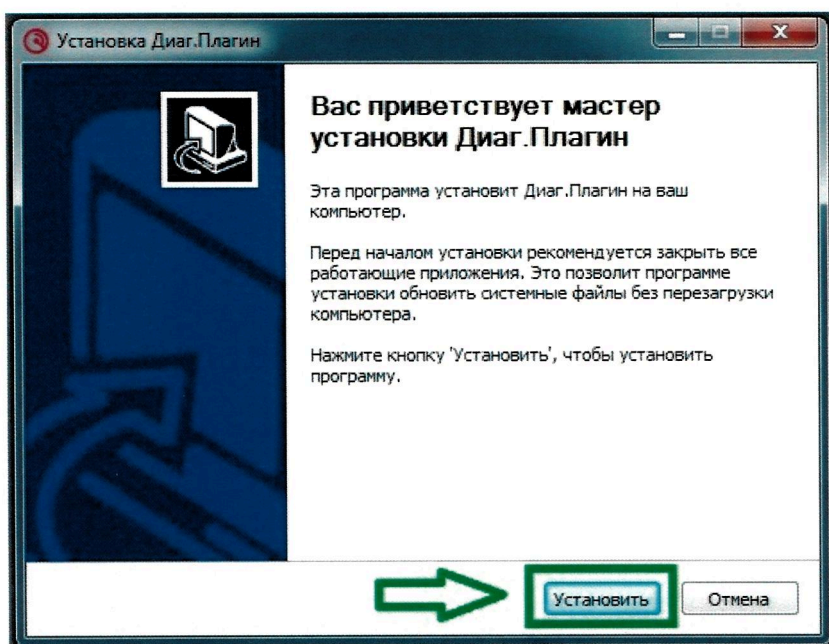 Установка Диаг.Плагин
Вас приветствует мастер
установки Диаг.Плагин
Эта программа установит Диаг.Плагин на ваш
компьютер.
Перед началом установки рекомендуется закрыть все
работающие приложения. Это позволит программе
установки обновить системные файлы без перезагрузки
компьютера.
Нажмите кнопку 'Установить', чтобы установить
программу.
Установить Отмена